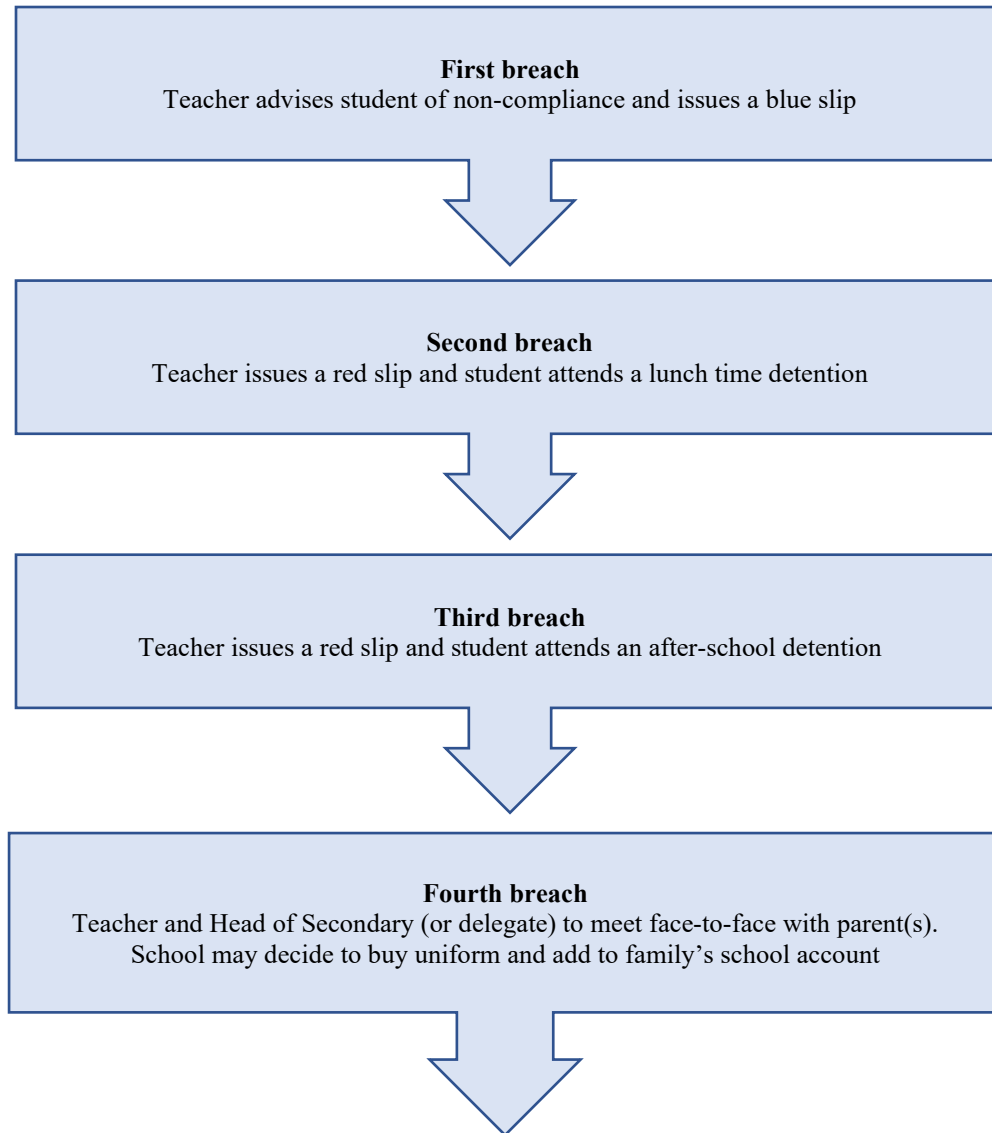 First breach
Teacher advises student of non-compliance and issues a blue slip
Second breach
Teacher issues a red slip and student attends a lunch time detention
Third breach
Teacher issues a red slip and student attends an after-school detention
Fourth breach
Teacher and Head of Secondary (or delegate) to meet face-to-face with parent(s).
School may decide to buy uniform and add to family’s school account